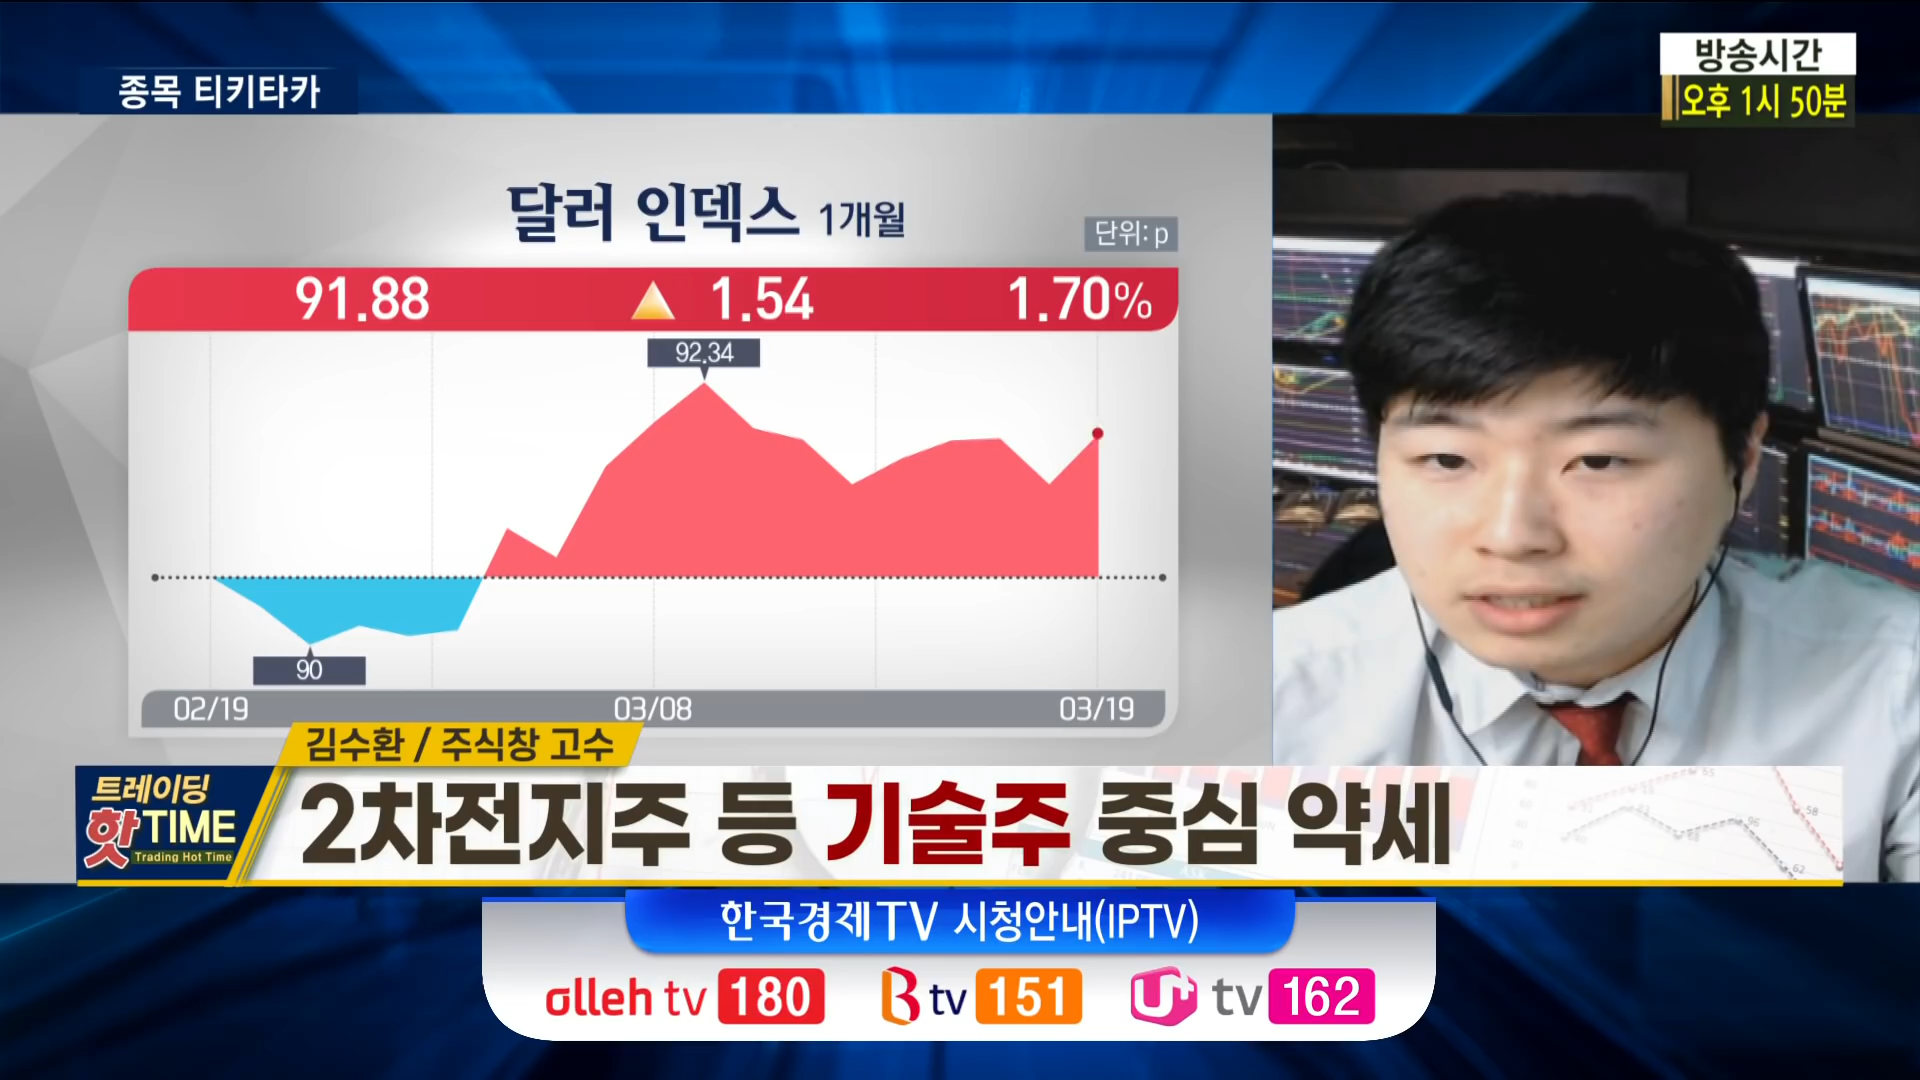 종목 티키타카
방송시간
오후 1시 50분
달러 인덱스 1개월
단위: p
91.88 ▲ 1.54 1.70%
92.34
90
02/19 03/08 03/19
김수환 / 주식창 고수
트레이딩
핫TIME
Trading Hot Time
2차전지주 등 기술주 중심 약세
한국경제TV 시청안내(IPTV)
olleh tv 180 B tv 151 U+ tv 162